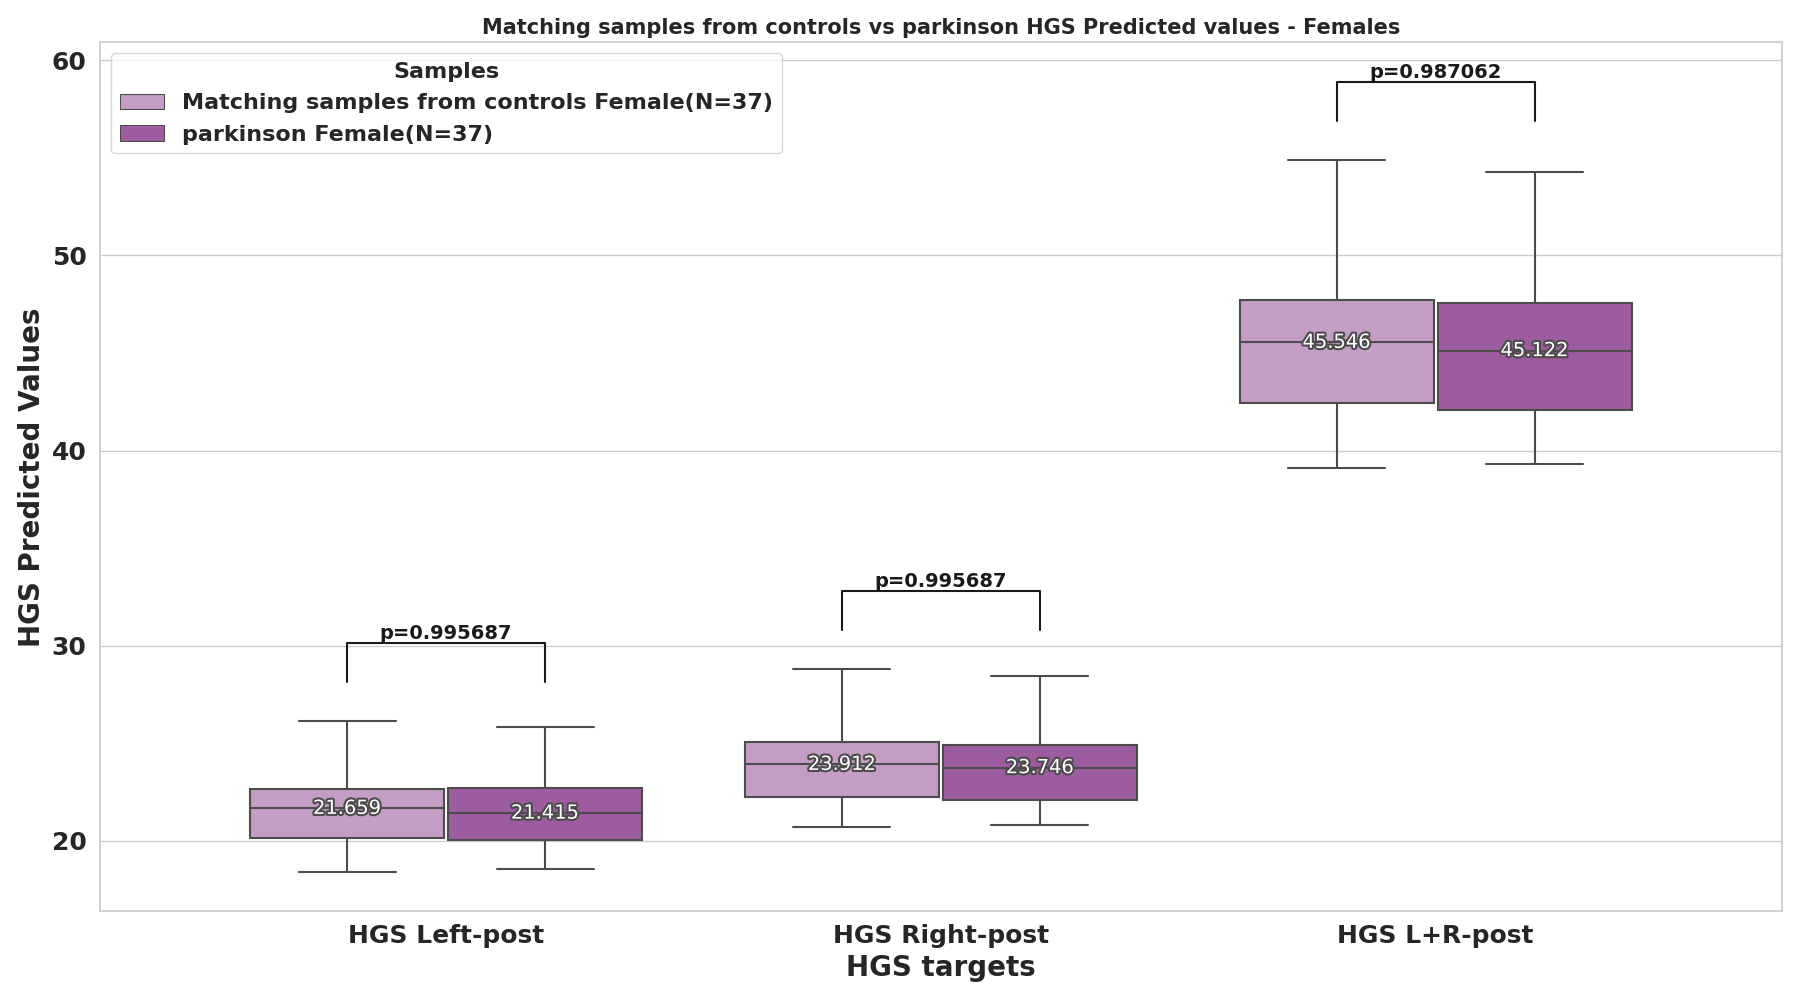 Matching samples from controls vs parkinson HGS Predicted values - Females
Samples
Matching samples from controls Female(N=37)
parkinson Female(N=37)
HGS Predicted Values
60
50
40
30
20
p=0.995687
p=0.995687
p=0.987062
21.659
21.415
23.912
23.746
45.546
45.122
HGS Left-post
HGS Right-post
HGS L+R-post
HGS targets